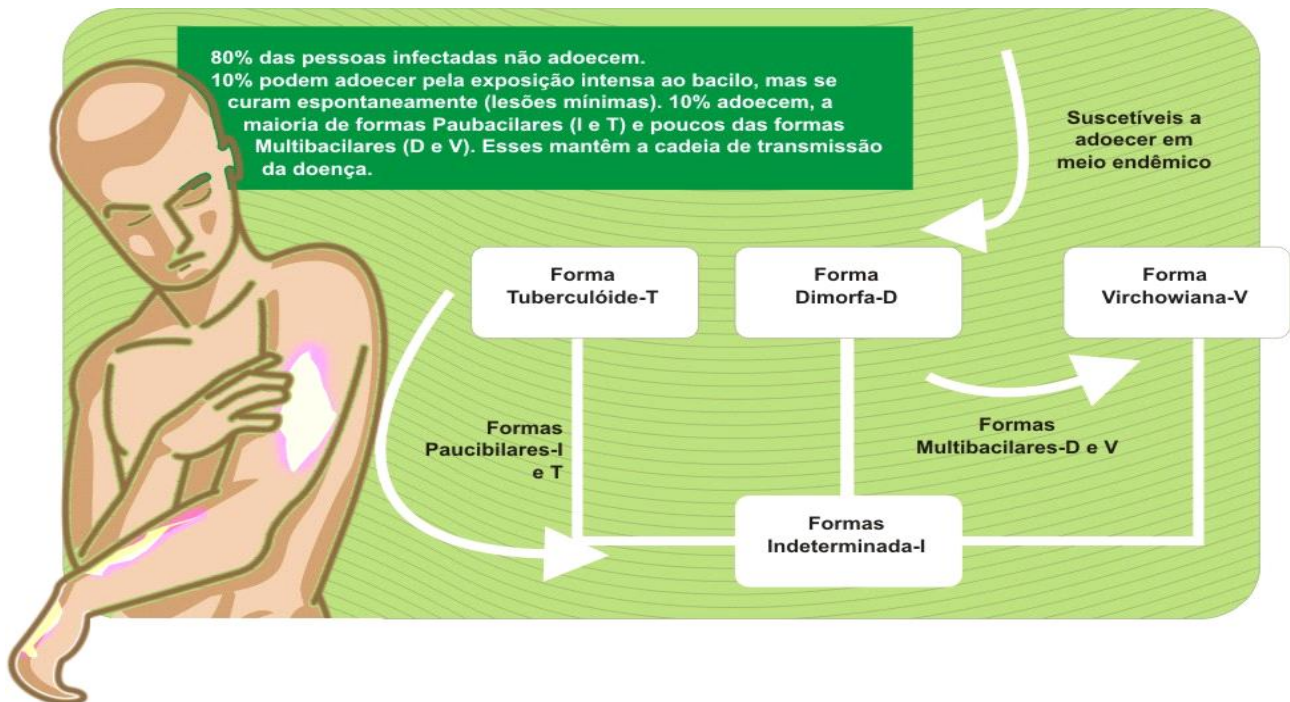 80% das pessoas infectadas não adoecem.
10% podem adoecer pela exposição intensa ao bacilo, mas se
curam espontaneamente (lesões mínimas). 10% adoecem, a
maioria de formas Paubacilares (I e T) e poucos das formas
Multibacilares (D e V). Esses mantêm a cadeia de transmissão
da doença.
Suscetíveis a
adoecer em
meio endêmico
Forma
Tuberculóide-T
Forma
Dimorfa-D
Forma
Virchowiana-V
Formas
Paucibilares-I
e T
Formas
Multibacilares-D e V
Formas
Indeterminada-I